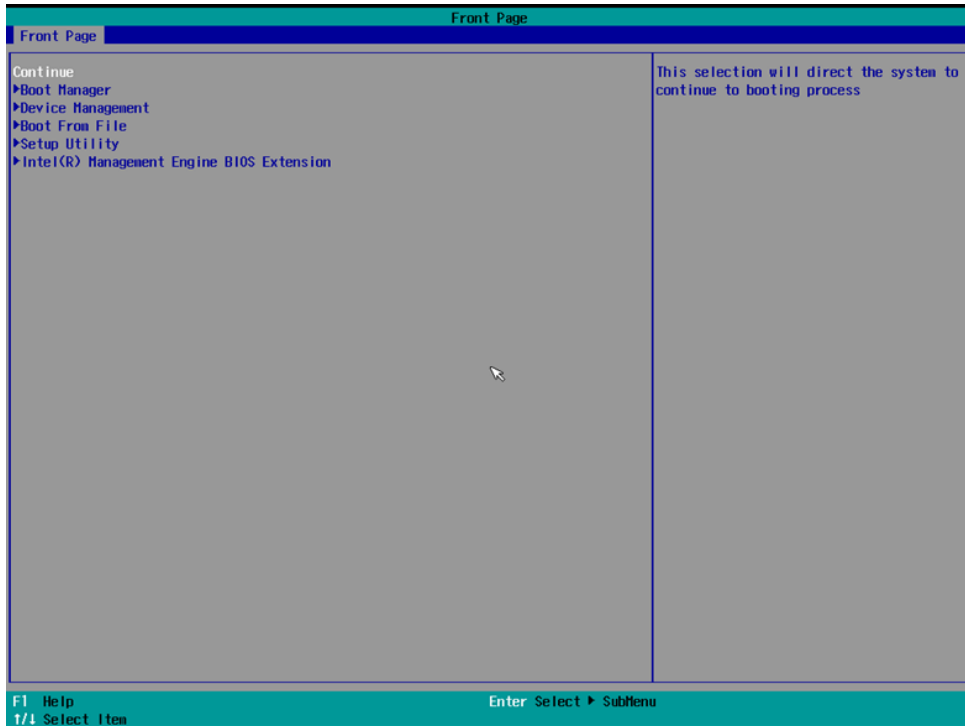 Front Page
Front Page
Continue
▶Boot Manager
▶Device Management
▶Boot From File
▶Setup Utility
▶Intel(R) Management Engine BIOS Extension
This selection will direct the system to
continue to booting process
F1 Help
↑/↓ Select Item
Enter Select ▶ SubMenu